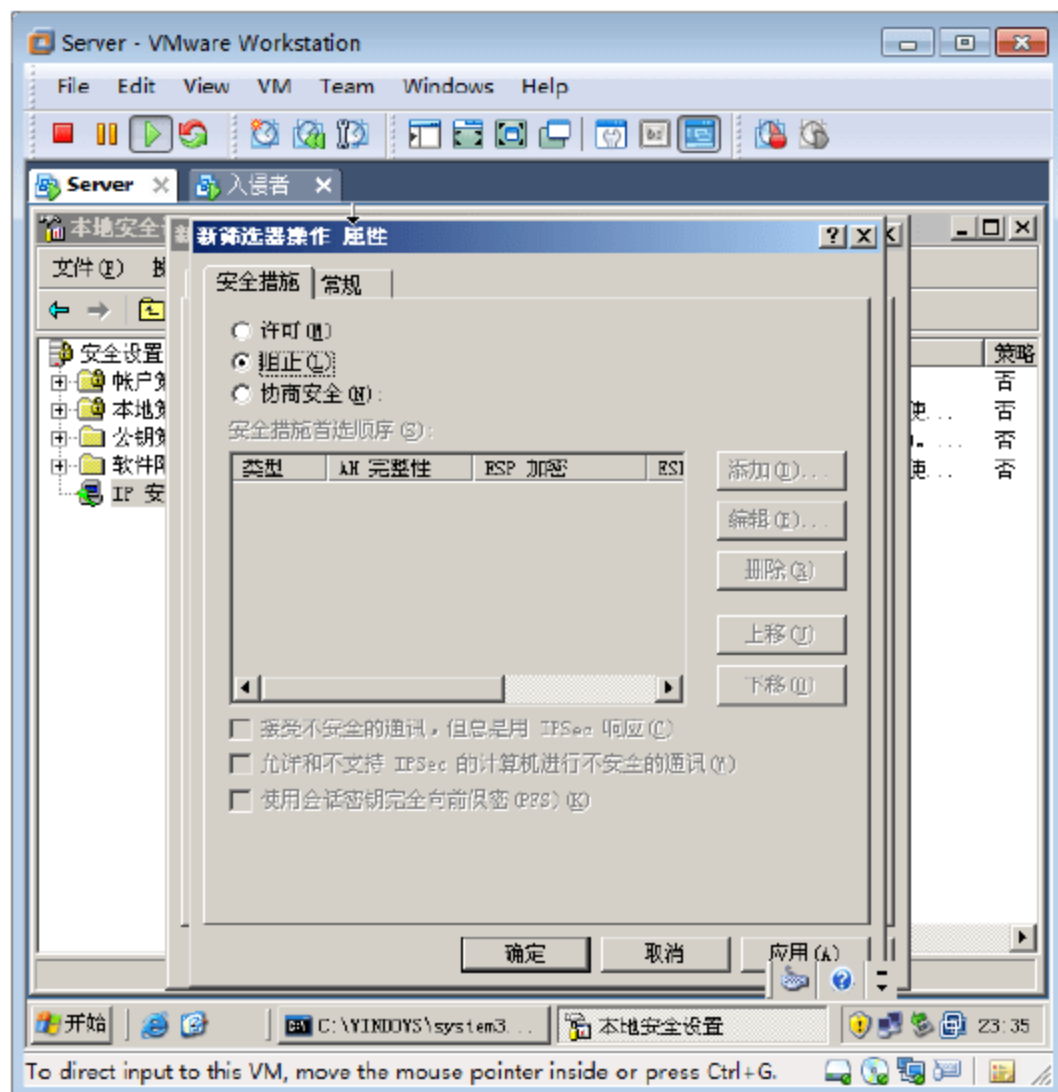 Server - VMware Workstation
File Edit View VM Team Windows Help
Server 入侵者
本地安全
新筛选器操作 属性
文件(F)
安全措施 常规
许可(M)
阻止(L)
协商安全(N):
安全措施首选顺序(S):
类型 AH 完整性 ESP 加密 ESI
添加(D)...
编辑(E)...
删除(R)
上移(U)
下移(O)
接受不安全的通讯，但总是用 IPSec 响应(C)
允许和不支持 IPSec 的计算机进行不安全的通讯(W)
使用会话密钥完全向前保密(PFS)(K)
安全设置
帐户策
本地策
公钥策
软件限
IP 安
策略
否
使... 否
否
使... 否
确定 取消 应用(A)
开始 C:\WINDOWS\system3... 本地安全设置 23:35
To direct input to this VM, move the mouse pointer inside or press Ctrl+G.